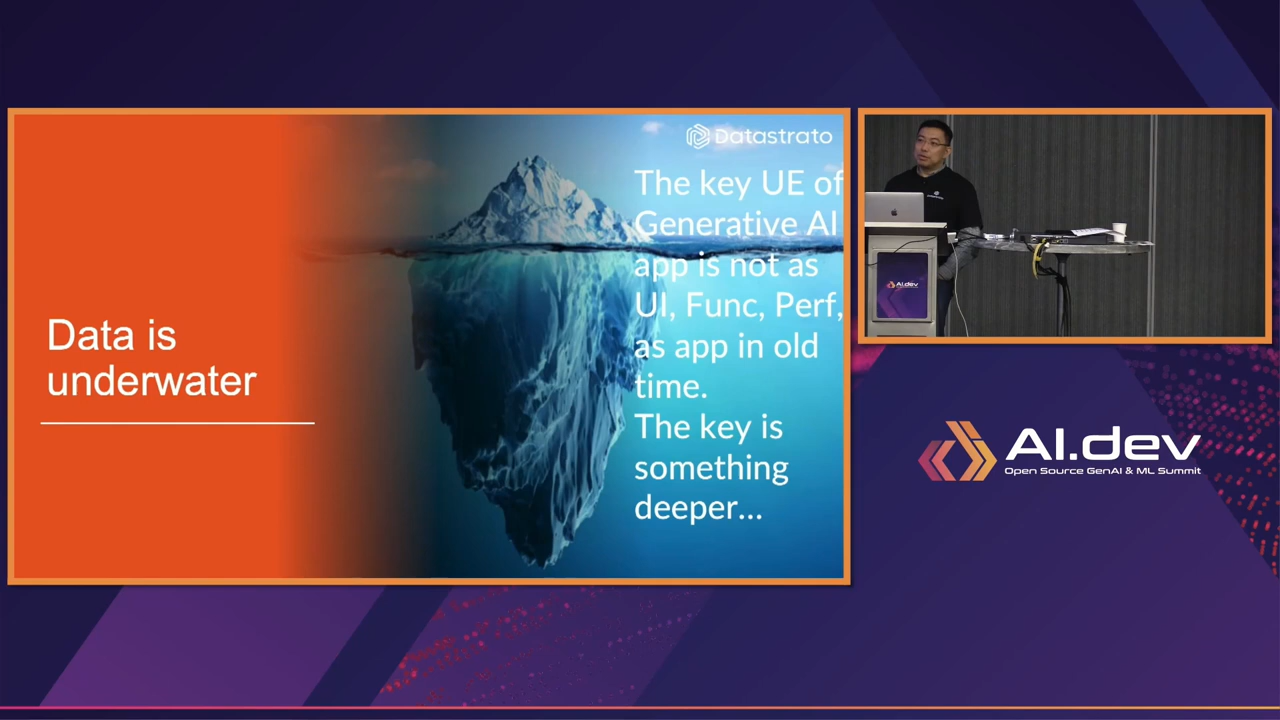 Data is
underwater
Datastrato
The key UE of
Generative AI
app is not as
UI, Func, Perf,
as app in old
time.
The key is
something
deeper...
AI.dev
AI.dev
Open Source GenAI & ML Summit